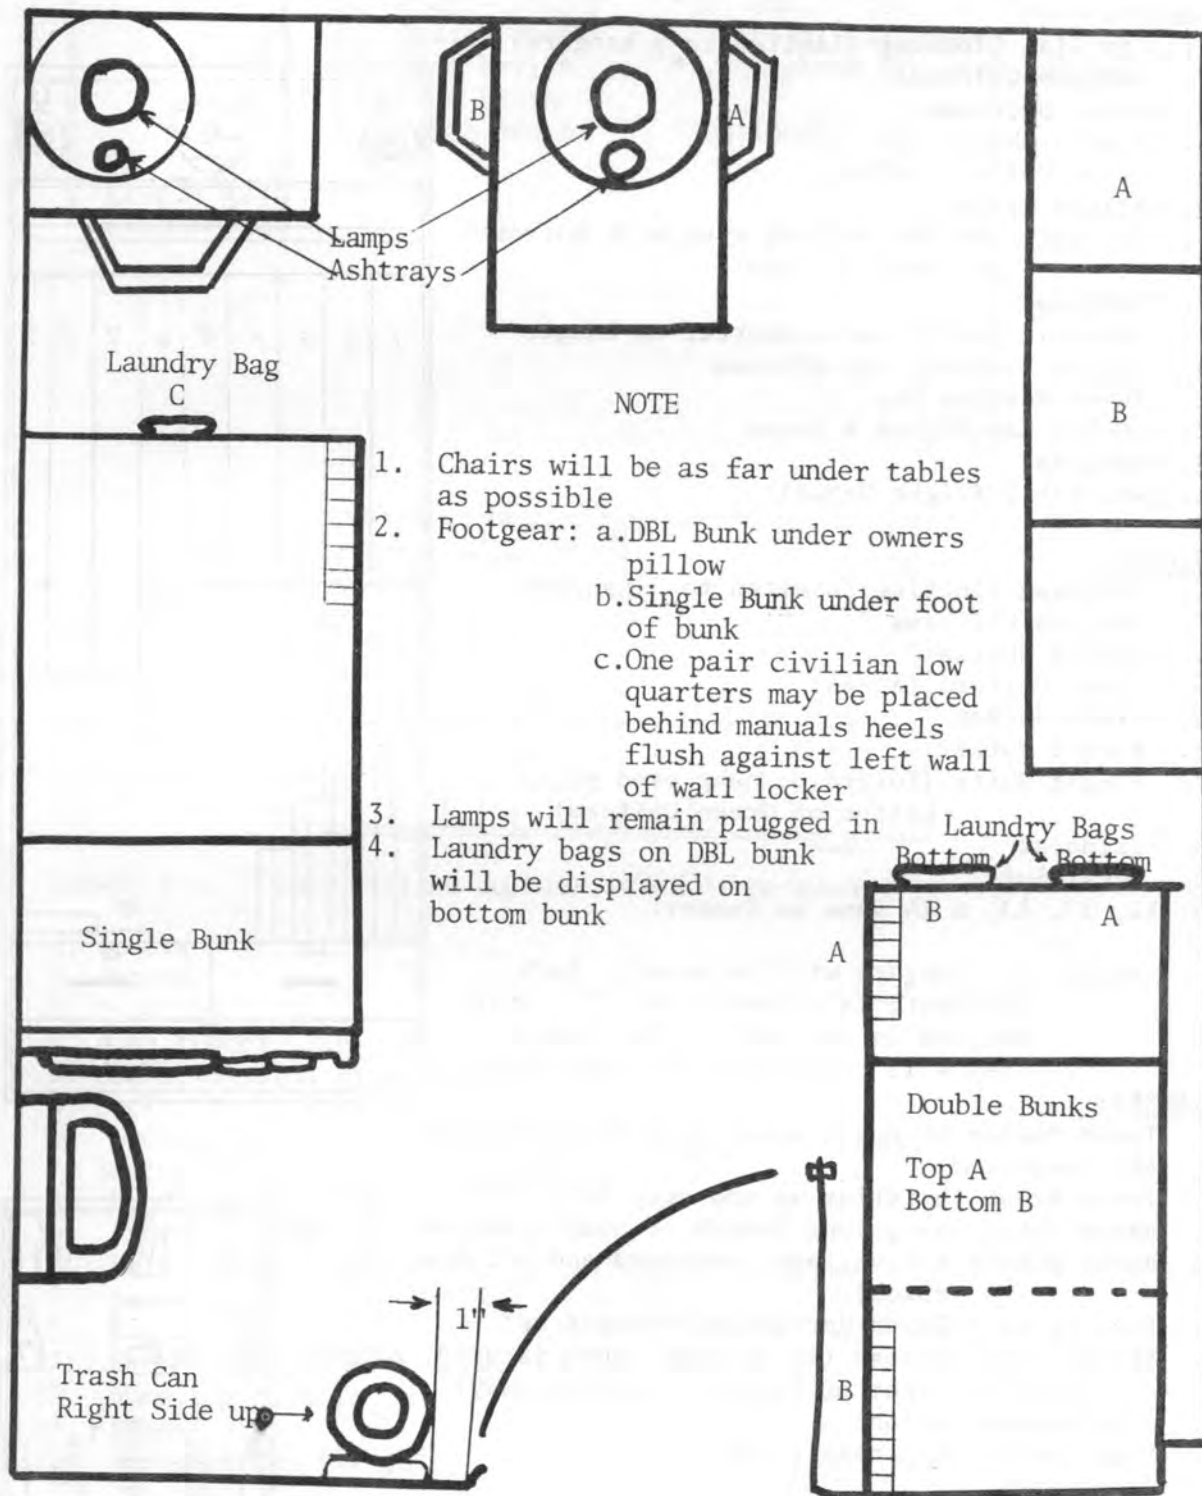 B
A
A
Lamps
Ashtrays
Laundry Bag
C
B
NOTE
1. Chairs will be as far under tables
as possible
2. Footgear: a.DBL Bunk under owners
pillow
b.Single Bunk under foot
of bunk
c.One pair civilian low
quarters may be placed
behind manuals heels
flush against left wall
of wall locker
3. Lamps will remain plugged in
4. Laundry bags on DBL bunk
will be displayed on
bottom bunk
Laundry Bags
Bottom Bottom
B A
A
Single Bunk
Double Bunks
Top A
Bottom B
1"
Trash Can
Right Side up
B